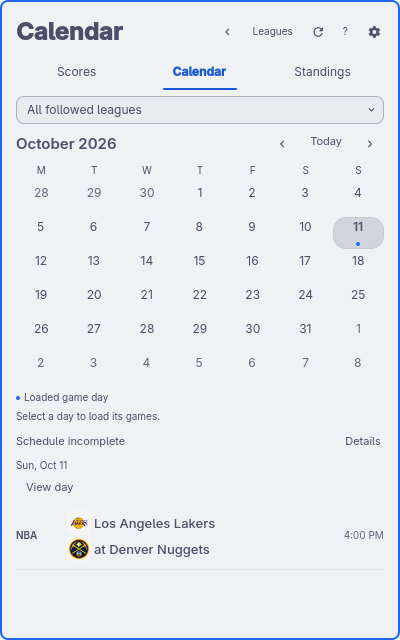 Calendar
Leagues ?
Scores Calendar Standings
All followed leagues
October 2026 Today
M T W T F S S
28 29 30 1 2 3 4
5 6 7 8 9 10 11
12 13 14 15 16 17 18
19 20 21 22 23 24 25
26 27 28 29 30 31 1
2 3 4 5 6 7 8
Loaded game day
Select a day to load its games.
Schedule incomplete Details
Sun, Oct 11
View day
Los Angeles Lakers
NBA 4:00 PM
at Denver Nuggets